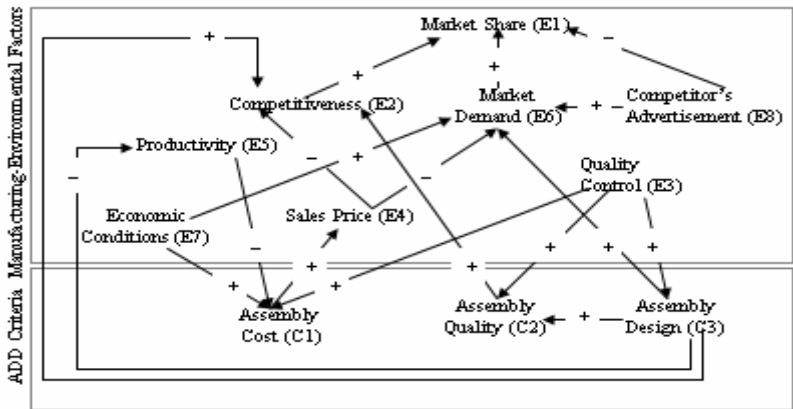 Manufacturing-Environmental Factors
ADD Criteria
Market Share (E1)
+
−
+
+
Competitiveness (E2)
Market
Demand (E6)
+
Competitor's
Advertisement (E8)
Productivity (E5)
−
−
+
−
Quality
Control (E3)
Economic
Conditions (E7)
Sales Price (E4)
−
+
+
+
+
+
+
+
Assembly
Cost (C1)
Assembly
Quality (C2)
+
Assembly
Design (C3)